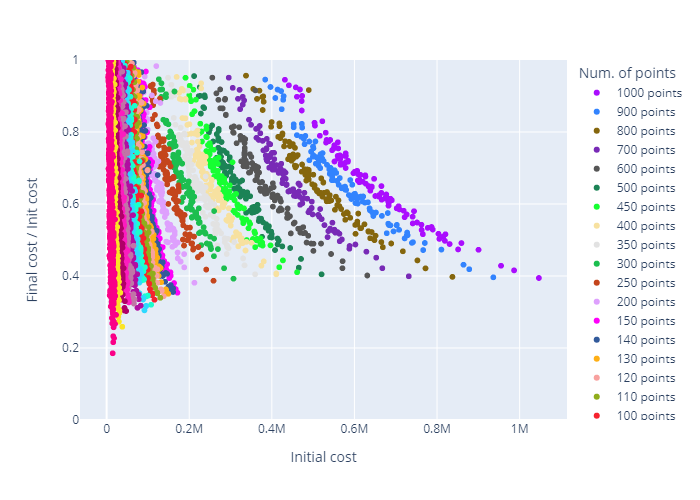 Num. of points
1000 points
900 points
800 points
700 points
600 points
500 points
450 points
400 points
350 points
300 points
250 points
200 points
150 points
140 points
130 points
120 points
110 points
100 points
Final cost / Init cost
1
0.8
0.6
0.4
0.2
0
0
0.2M
0.4M
0.6M
0.8M
1M
Initial cost